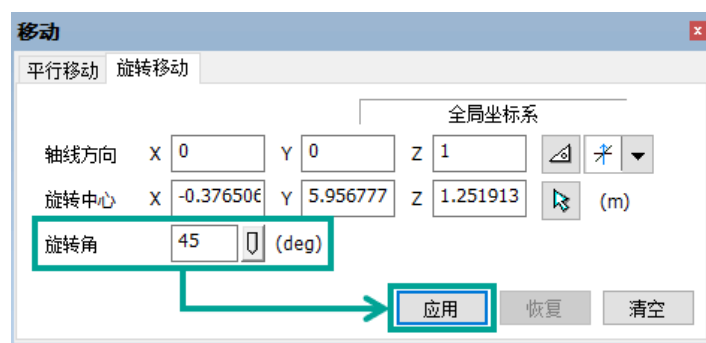 移动
平行移动 旋转移动
全局坐标系
轴线方向 X 0 Y 0 Z 1
旋转中心 X -0.376506 Y 5.956777 Z 1.251913 (m)
旋转角 45 (deg)
应用 恢复 清空